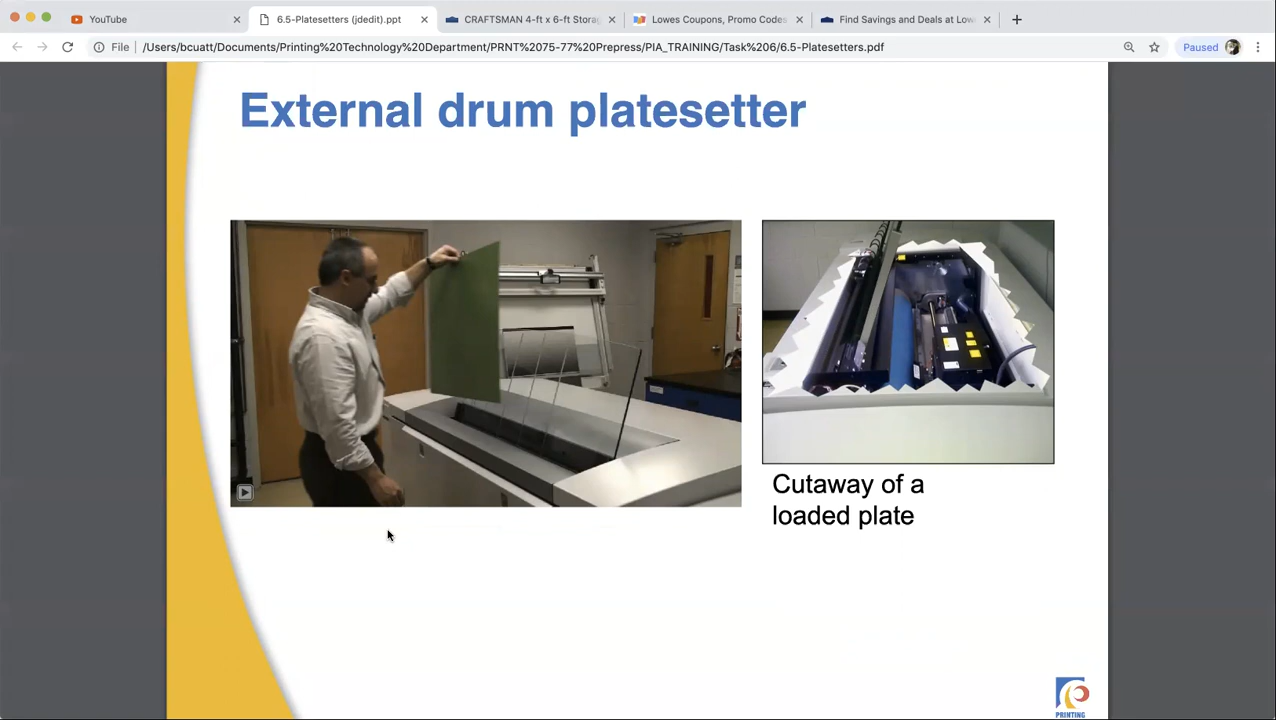 YouTube
6.5-Platesetters (jdedit).ppt
CRAFTSMAN 4-ft x 6-ft Storag
Lowes Coupons, Promo Codes
Find Savings and Deals at Low
File
/Users/bcuatt/Documents/Printing%20Technology%20Department/PRNT%2075-77%20Prepress/PIA_TRAINING/Task%206/6.5-Platesetters.pdf
Paused
External drum platesetter
Cutaway of a
loaded plate
PRINTING